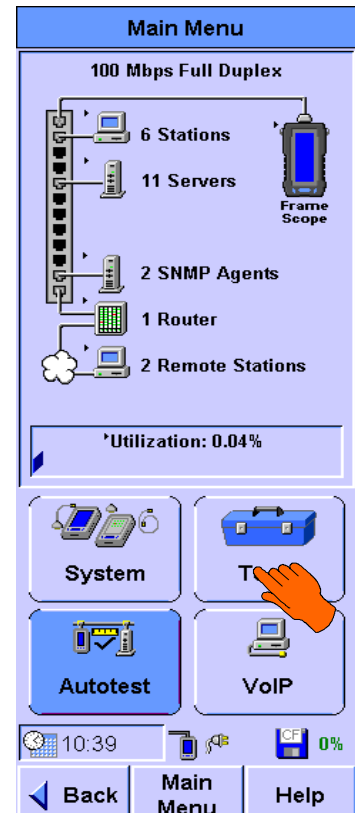 Main Menu
100 Mbps Full Duplex
6 Stations
11 Servers
Frame
Scope
2 SNMP Agents
1 Router
2 Remote Stations
Utilization: 0.04%
System
Autotest
VoIP
10:39
CF
0%
Back
Main
Menu
Help